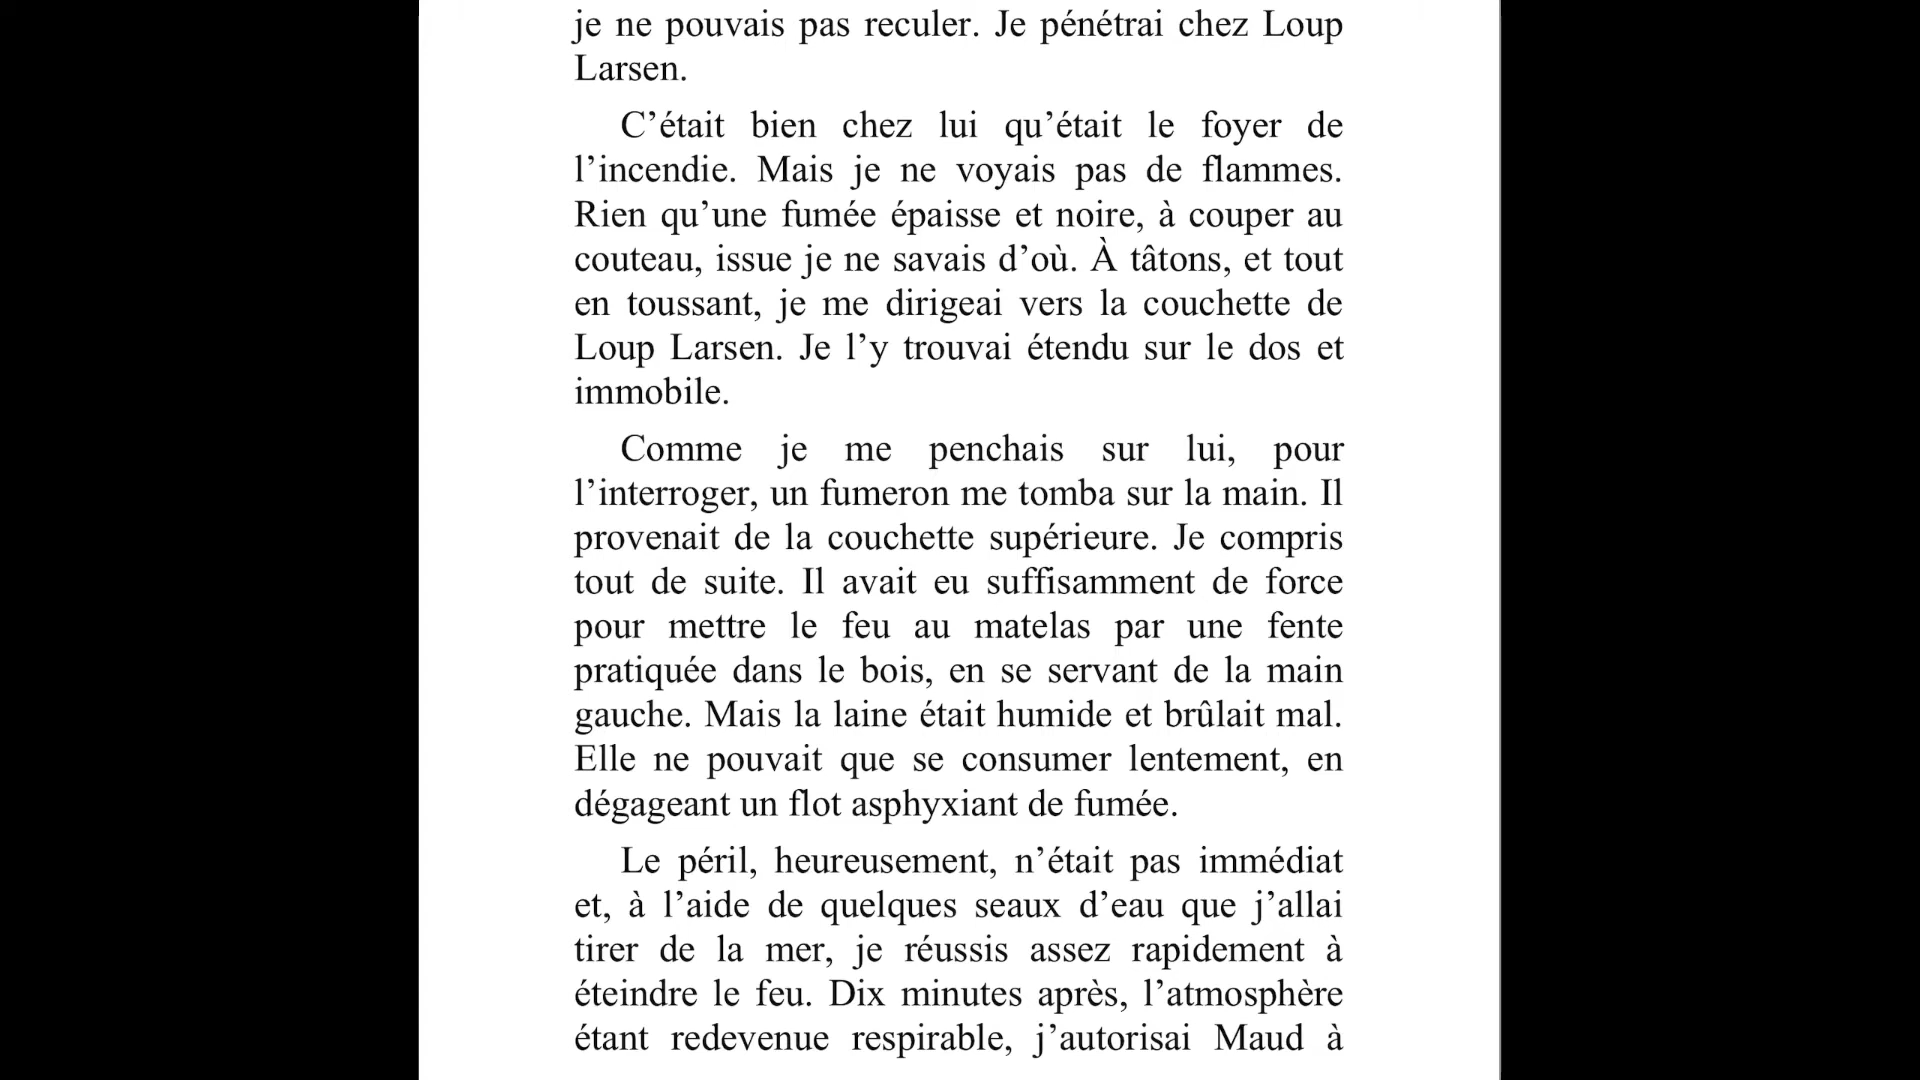 je ne pouvais pas reculer. Je pénétrai chez Loup
Larsen.
C’était bien chez lui qu’était le foyer de
l’incendie. Mais je ne voyais pas de flammes.
Rien qu’une fumée épaisse et noire, à couper au
couteau, issue je ne savais d’où. À tâtons, et tout
en toussant, je me dirigeai vers la couchette de
Loup Larsen. Je l’y trouvai étendu sur le dos et
immobile.
Comme je me penchais sur lui, pour
l’interroger, un fumeron me tomba sur la main. Il
provenait de la couchette supérieure. Je compris
tout de suite. Il avait eu suffisamment de force
pour mettre le feu au matelas par une fente
pratiquée dans le bois, en se servant de la main
gauche. Mais la laine était humide et brûlait mal.
Elle ne pouvait que se consumer lentement, en
dégageant un flot asphyxiant de fumée.
Le péril, heureusement, n’était pas immédiat
et, à l’aide de quelques seaux d’eau que j’allai
tirer de la mer, je réussis assez rapidement à
éteindre le feu. Dix minutes après, l’atmosphère
étant redevenue respirable, j’autorisai Maud à